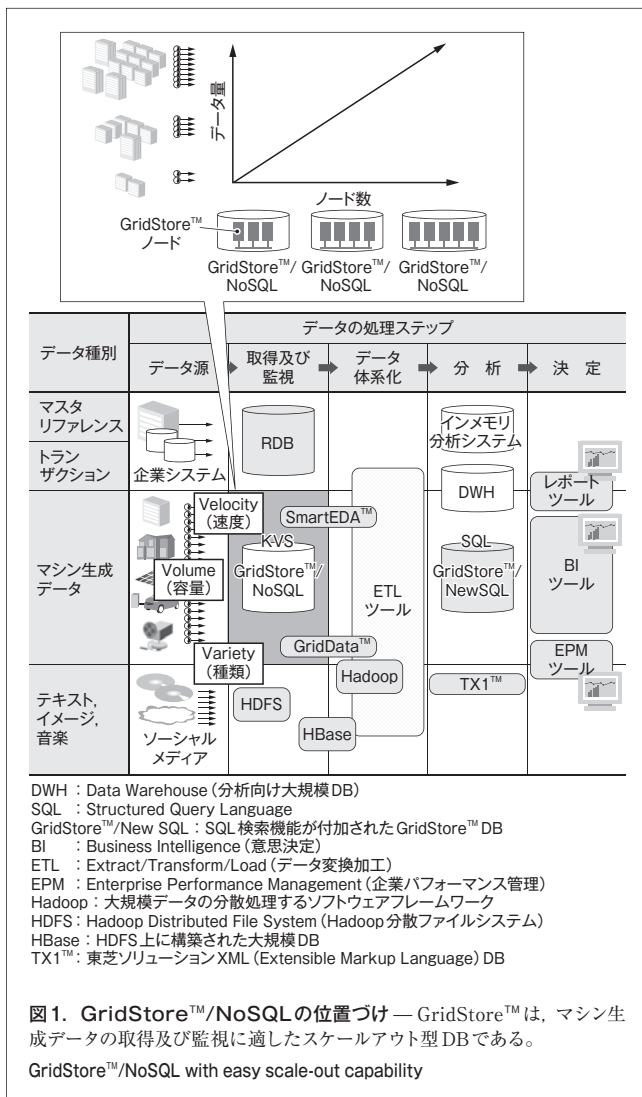 データ量
ノード数
GridStore™
ノード
GridStore™/
NoSQL
GridStore™/
NoSQL
GridStore™/
NoSQL
データ種別
データの処理ステップ
データ源
取得及び
監視
データ
体系化
分 析
決 定
マスタ
リファレンス
トラン
ザクション
企業システム
RDB
インメモリ
分析システム
DWH
レポート
ツール
マシン生成
データ
Velocity
(速度)
Volume
(容量)
Variety
(種類)
SmartEDA™
KVS
GridStore™/
NoSQL
GridData™
ETL
ツール
SQL
GridStore™/
NewSQL
BI
ツール
EPM
ツール
テキスト,
イメージ,
音楽
ソーシャル
メディア
HDFS
HBase
Hadoop
TX1™
DWH :Data Warehouse(分析向け大規模DB)
SQL :Structured Query Language
GridStore™/New SQL:SQL検索機能が付加されたGridStore™ DB
BI :Business Intelligence(意思決定)
ETL :Extract/Transform/Load(データ変換加工)
EPM :Enterprise Performance Management(企業パフォーマンス管理)
Hadoop:大規模データの分散処理するソフトウェアフレームワーク
HDFS:Hadoop Distributed File System(Hadoop分散ファイルシステム)
HBase:HDFS上に構築された大規模DB
TX1™:東芝ソリューションXML(Extensible Markup Language)DB
図1. GridStore™/NoSQLの位置づけ — GridStore™は,マシン生
成データの取得及び監視に適したスケールアウト型DBである。
GridStore™/NoSQL with easy scale-out capability